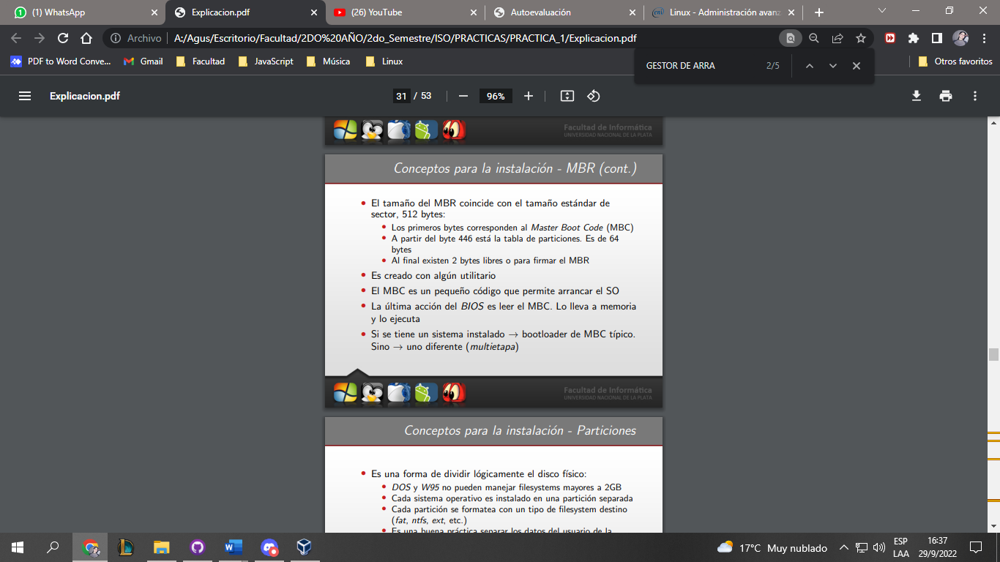 (1) WhatsApp
Explicacion.pdf
(26) YouTube
Autoevaluación
Linux - Administración avanz
Archivo
A:/Agus/Escritorio/Facultad/2DO%20AÑO/2do_Semestre/ISO/PRACTICAS/PRACTICA_1/Explicacion.pdf
PDF to Word Conve...
Gmail
Facultad
JavaScript
Música
Linux
GESTOR DE ARRA
2/5
Otros favoritos
Explicacion.pdf
31 / 53
96%
Facultad de Informática
UNIVERSIDAD NACIONAL DE LA PLATA
Conceptos para la instalación - MBR (cont.)
El tamaño del MBR coincide con el tamaño estándar de
sector, 512 bytes:
Los primeros bytes corresponden al Master Boot Code (MBC)
A partir del byte 446 está la tabla de particiones. Es de 64
bytes
Al final existen 2 bytes libres o para firmar el MBR
Es creado con algún utilitario
El MBC es un pequeño código que permite arrancar el SO
La última acción del BIOS es leer el MBC. Lo lleva a memoria
y lo ejecuta
Si se tiene un sistema instalado → bootloader de MBC típico.
Sino → uno diferente (multietapa)
Facultad de Informática
UNIVERSIDAD NACIONAL DE LA PLATA
Conceptos para la instalación - Particiones
Es una forma de dividir lógicamente el disco físico:
DOS y W95 no pueden manejar filesystems mayores a 2GB
Cada sistema operativo es instalado en una partición separada
Cada partición se formatea con un tipo de filesystem destino
(fat, ntfs, ext, etc.)
Es una buena práctica separar los datos del usuario de la
17°C Muy nublado
ESP
LAA
16:37
29/9/2022